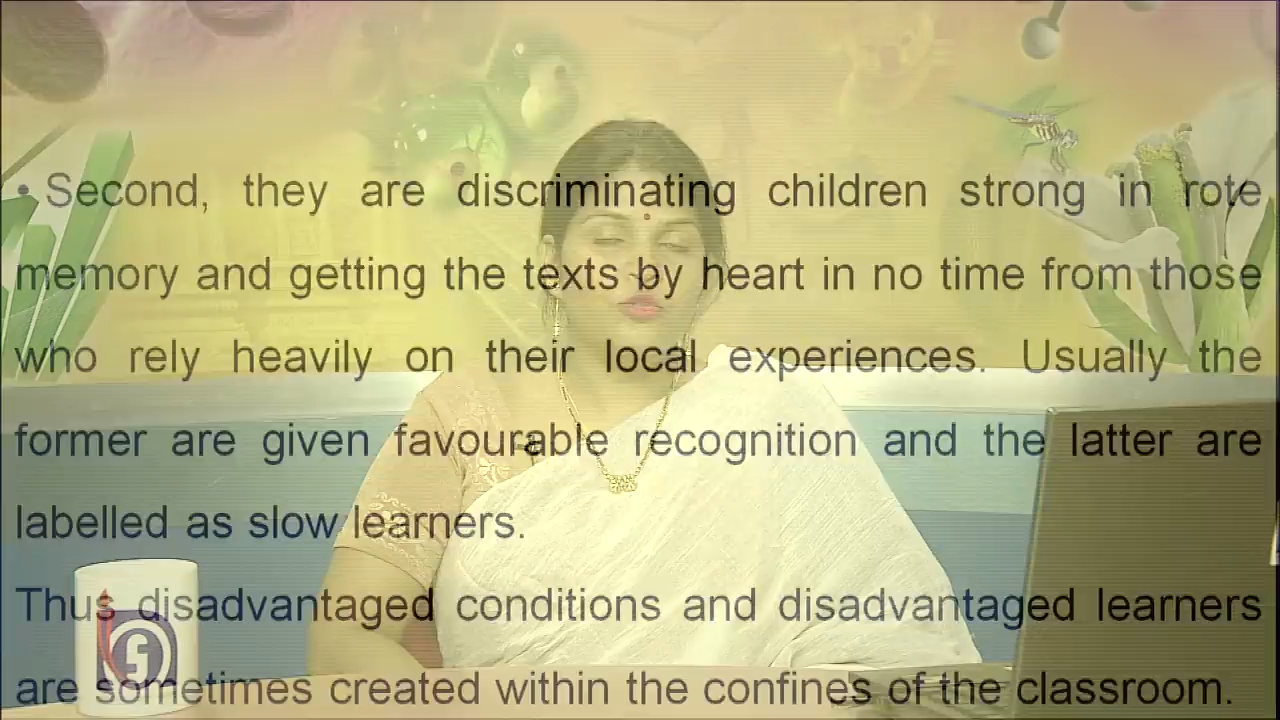 • Second, they are discriminating children strong in rote
memory and getting the texts by heart in no time from those
who rely heavily on their local experiences. Usually the
former are given favourable recognition and the latter are
labelled as slow learners.
Thus disadvantaged conditions and disadvantaged learners
are sometimes created within the confines of the classroom.